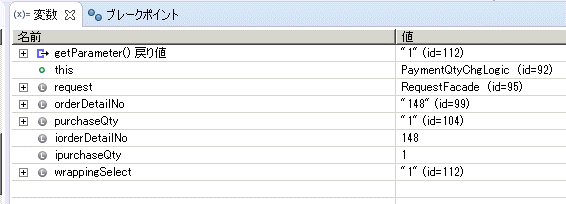 (x)= 変数 ブレークポイント
名前 値
getParameter() 戻り値 "1" (id=112)
this PaymentQtyChgLogic (id=92)
request RequestFacade (id=95)
orderDetailNo "148" (id=99)
purchaseQty "1" (id=104)
iorderDetailNo 148
ipurchaseQty 1
wrappingSelect "1" (id=112)